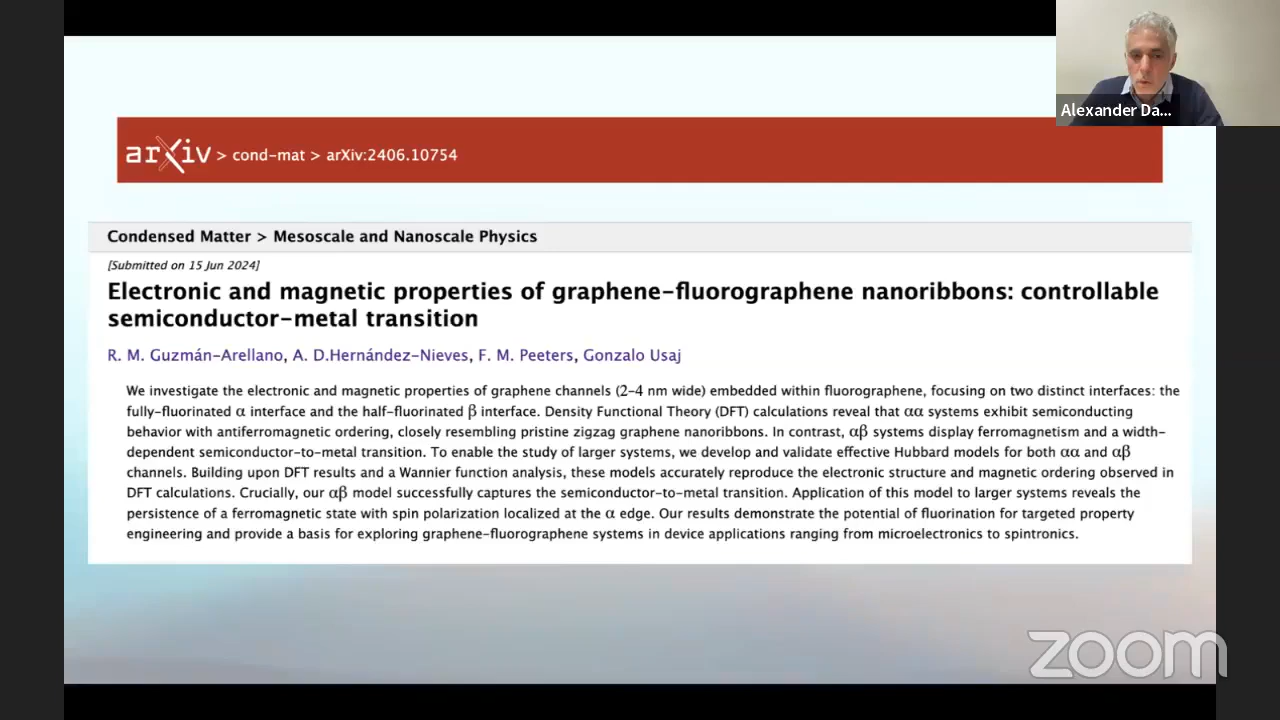 Alexander Da...
arXiv > cond-mat > arXiv:2406.10754
Condensed Matter > Mesoscale and Nanoscale Physics
[Submitted on 15 Jun 2024]
Electronic and magnetic properties of graphene-fluorographene nanoribbons: controllable
semiconductor-metal transition
R. M. Guzmán-Arellano, A. D.Hernández-Nieves, F. M. Peeters, Gonzalo Usaj
We investigate the electronic and magnetic properties of graphene channels (2–4 nm wide) embedded within fluorographene, focusing on two distinct interfaces: the
fully-fluorinated α interface and the half-fluorinated β interface. Density Functional Theory (DFT) calculations reveal that αα systems exhibit semiconducting
behavior with antiferromagnetic ordering, closely resembling pristine zigzag graphene nanoribbons. In contrast, αβ systems display ferromagnetism and a width-
dependent semiconductor-to-metal transition. To enable the study of larger systems, we develop and validate effective Hubbard models for both αα and αβ
channels. Building upon DFT results and a Wannier function analysis, these models accurately reproduce the electronic structure and magnetic ordering observed in
DFT calculations. Crucially, our αβ model successfully captures the semiconductor-to-metal transition. Application of this model to larger systems reveals the
persistence of a ferromagnetic state with spin polarization localized at the α edge. Our results demonstrate the potential of fluorination for targeted property
engineering and provide a basis for exploring graphene-fluorographene systems in device applications ranging from microelectronics to spintronics.
zoom